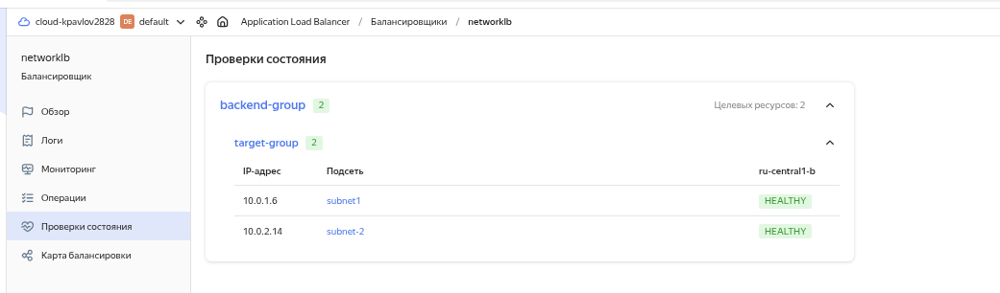 cloud-kpavlov2828 DE default Application Load Balancer / Балансировщики / networklb
networklb
Балансировщик
Обзор
Логи
Мониторинг
Операции
Проверки состояния
Карта балансировки
Проверки состояния
backend-group 2 Целевых ресурсов: 2
target-group 2
IP-адрес Подсеть ru-central1-b
10.0.1.6 subnet1 HEALTHY
10.0.2.14 subnet-2 HEALTHY